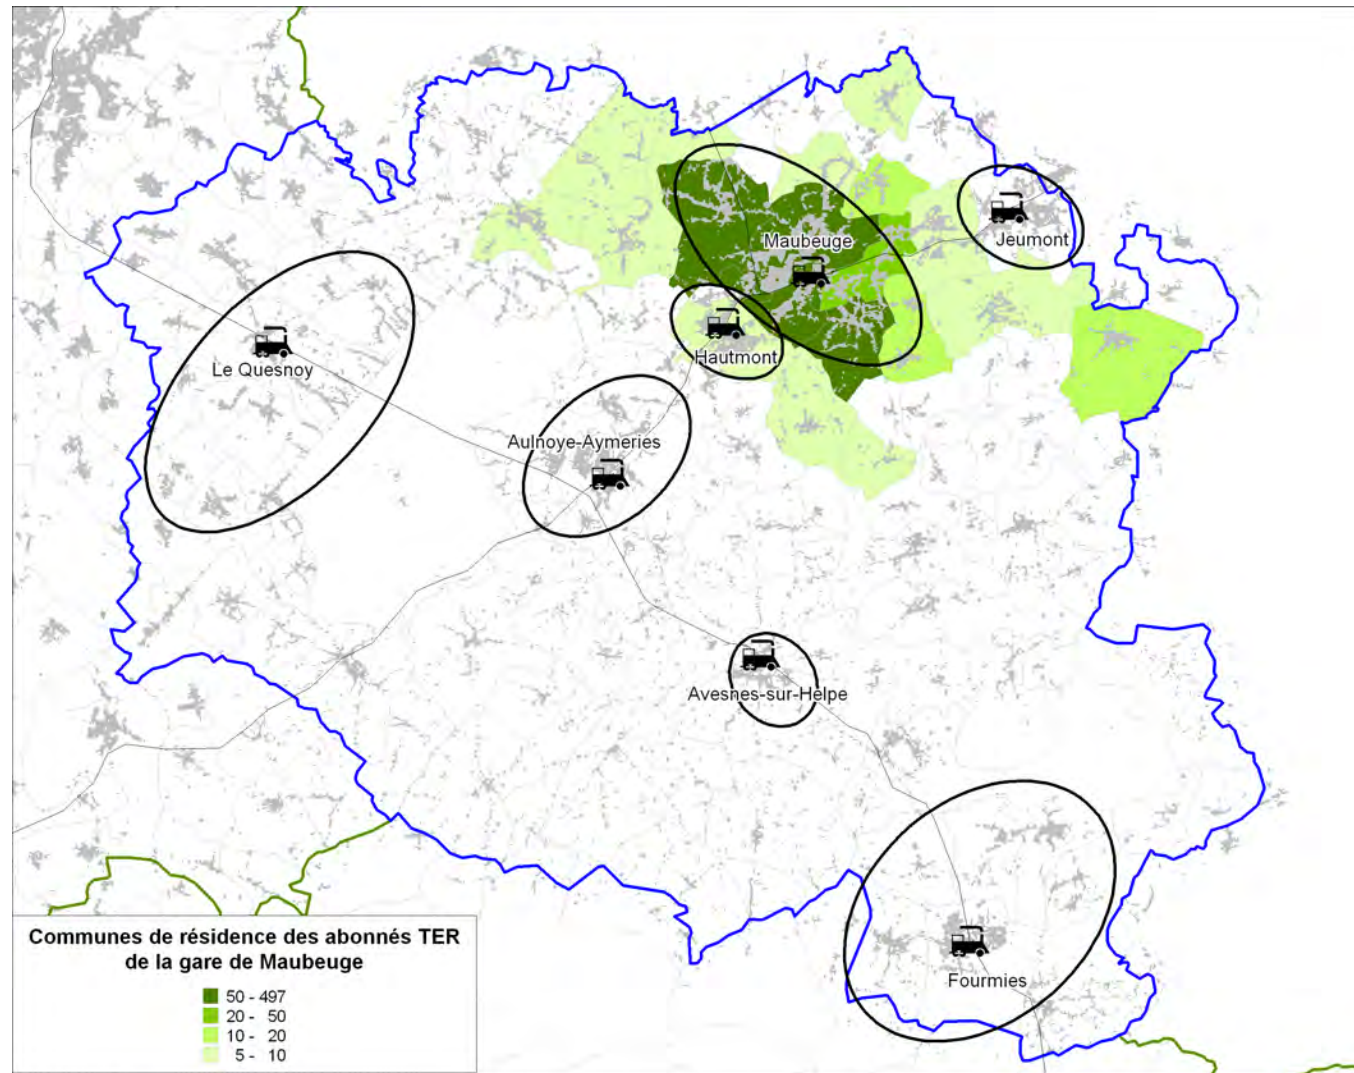 Maubeuge
Jeumont
Hautmont
Le Quesnoy
Aulnoye-Aymeries
Avesnes-sur-Helpe
Fourmies
Communes de résidence des abonnés TER
de la gare de Maubeuge
50 - 497
20 - 50
10 - 20
5 - 10